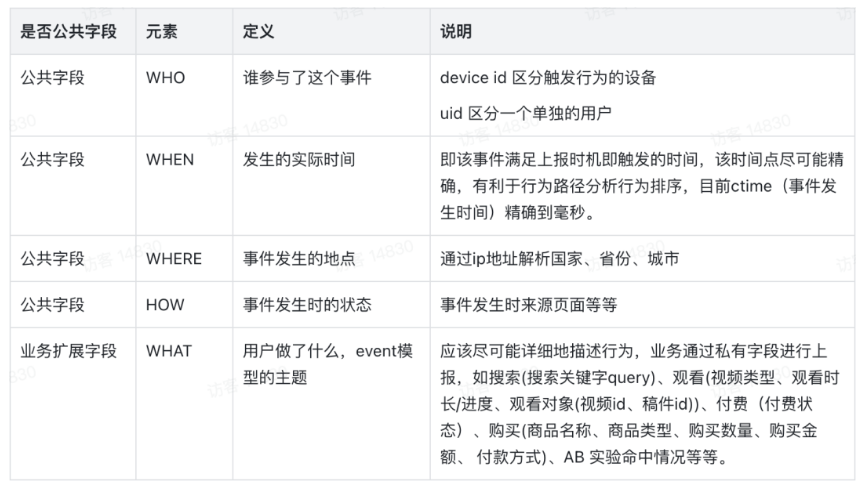 是否公共字段 元素 定义 说明
公共字段 WHO 谁参与了这个事件 device id 区分触发行为的设备
uid 区分一个单独的用户
公共字段 WHEN 发生的实际时间 即该事件满足上报时机即触发的时间，该时间点尽可能精
确，有利于行为路径分析行为排序，目前ctime（事件发
生时间）精确到毫秒。
公共字段 WHERE 事件发生的地点 通过ip地址解析国家、省份、城市
公共字段 HOW 事件发生时的状态 事件发生时来源页面等等
业务扩展字段 WHAT 用户做了什么，event模
型的主题
应该尽可能详细地描述行为，业务通过私有字段进行上
报，如搜索(搜索关键字query)、观看(视频类型、观看时
长/进度、观看对象(视频id、稿件id))、付费（付费状
态）、购买(商品名称、商品类型、购买数量、购买金
额、 付款方式)、AB 实验命中情况等等。
访客 14830